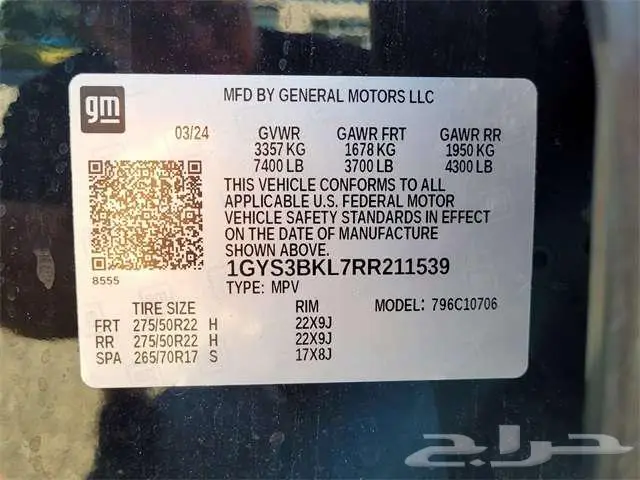 gm
MFD BY GENERAL MOTORS LLC
03/24 GVWR GAWR FRT GAWR RR
3357 KG 1678 KG 1950 KG
7400 LB 3700 LB 4300 LB
THIS VEHICLE CONFORMS TO ALL
APPLICABLE U.S. FEDERAL MOTOR
VEHICLE SAFETY STANDARDS IN EFFECT
ON THE DATE OF MANUFACTURE
SHOWN ABOVE.
8555
1GYS3BKL7RR211539
TYPE: MPV
TIRE SIZE RIM MODEL: 796C10706
FRT 275/50R22 H 22X9J
RR 275/50R22 H 22X9J
SPA 265/70R17 S 17X8J
حراج